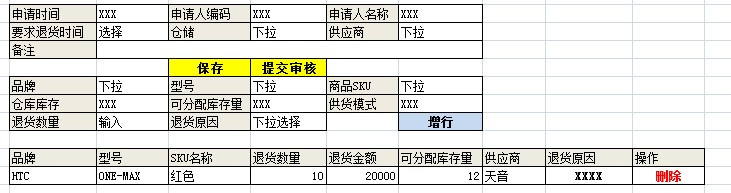 申请时间 XXX 申请人编码 XXX 申请人名称 XXX
要求退货时间 选择 仓储 下拉 供应商 下拉
备注
保存 提交审核
品牌 下拉 型号 下拉 商品SKU 下拉
仓库库存 XXX 可分配库存量 XXX 供货模式 XXX
退货数量 输入 退货原因 下拉选择 增行
品牌 型号 SKU名称 退货数量 退货金额 可分配库存量 供应商 退货原因 操作
HTC ONE-MAX 红色 10 20000 12 天音 XXXX 删除